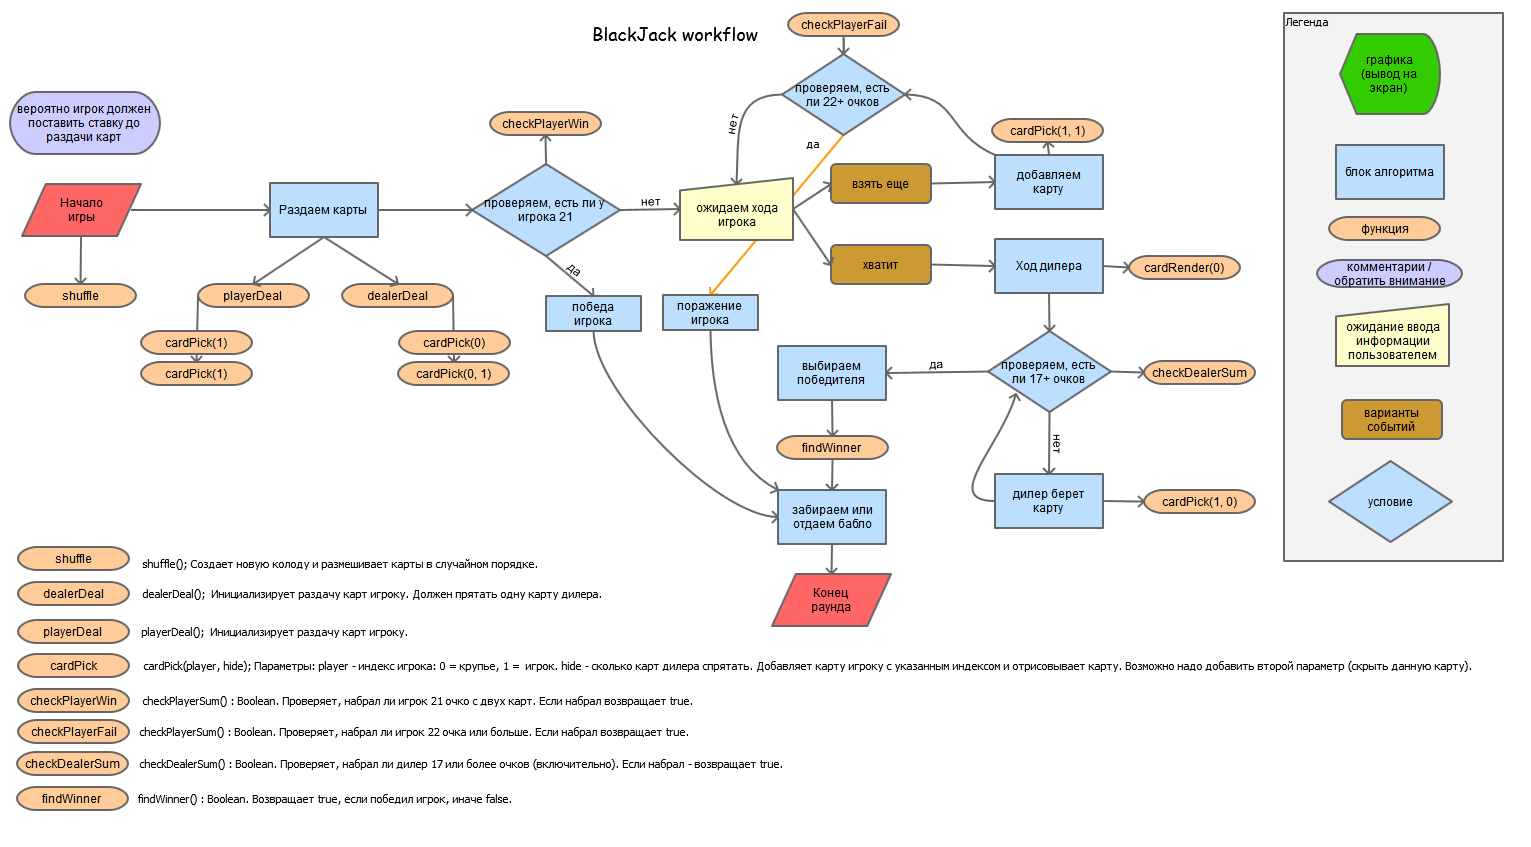 BlackJack workflow
checkPlayerFail
Легенда
графика
(вывод на
экран)
блок алгоритма
функция
комментарии /
обратить внимание
ожидание ввода
информации
пользователем
варианты
событий
условие
вероятно игрок должен
поставить ставку до
раздачи карт
Начало
игры
shuffle
Раздаем карты
playerDeal
dealerDeal
cardPick(1)
cardPick(1)
cardPick(0)
cardPick(0, 1)
checkPlayerWin
проверяем, есть ли у
игрока 21
нет
да
победа
игрока
проверяем, есть
ли 22+ очков
нет
да
ожидаем хода
игрока
поражение
игрока
взять еще
хватит
cardPick(1, 1)
добавляем
карту
Ход дилера
cardRender(0)
проверяем, есть
ли 17+ очков
да
нет
checkDealerSum
выбираем
победителя
findWinner
дилер берет
карту
cardPick(1, 0)
забираем или
отдаем бабло
Конец
раунда
shuffle
shuffle(); Создает новую колоду и размешивает карты в случайном порядке.
dealerDeal
dealerDeal(); Инициализирует раздачу карт игроку. Должен прятать одну карту дилера.
playerDeal
playerDeal(); Инициализирует раздачу карт игроку.
cardPick
cardPick(player, hide); Параметры: player - индекс игрока: 0 = крупье, 1 = игрок. hide - сколько карт дилера спрятать. Добавляет карту игроку с указанным индексом и отрисовывает карту. Возможно надо добавить второй параметр (скрыть данную карту).
checkPlayerWin
checkPlayerSum() : Boolean. Проверяет, набрал ли игрок 21 очко с двух карт. Если набрал возвращает true.
checkPlayerFail
checkPlayerSum() : Boolean. Проверяет, набрал ли игрок 22 очка или больше. Если набрал возвращает true.
checkDealerSum
checkDealerSum() : Boolean. Проверяет, набрал ли дилер 17 или более очков (включительно). Если набрал - возвращает true.
findWinner
findWinner() : Boolean. Возвращает true, если победил игрок, иначе false.